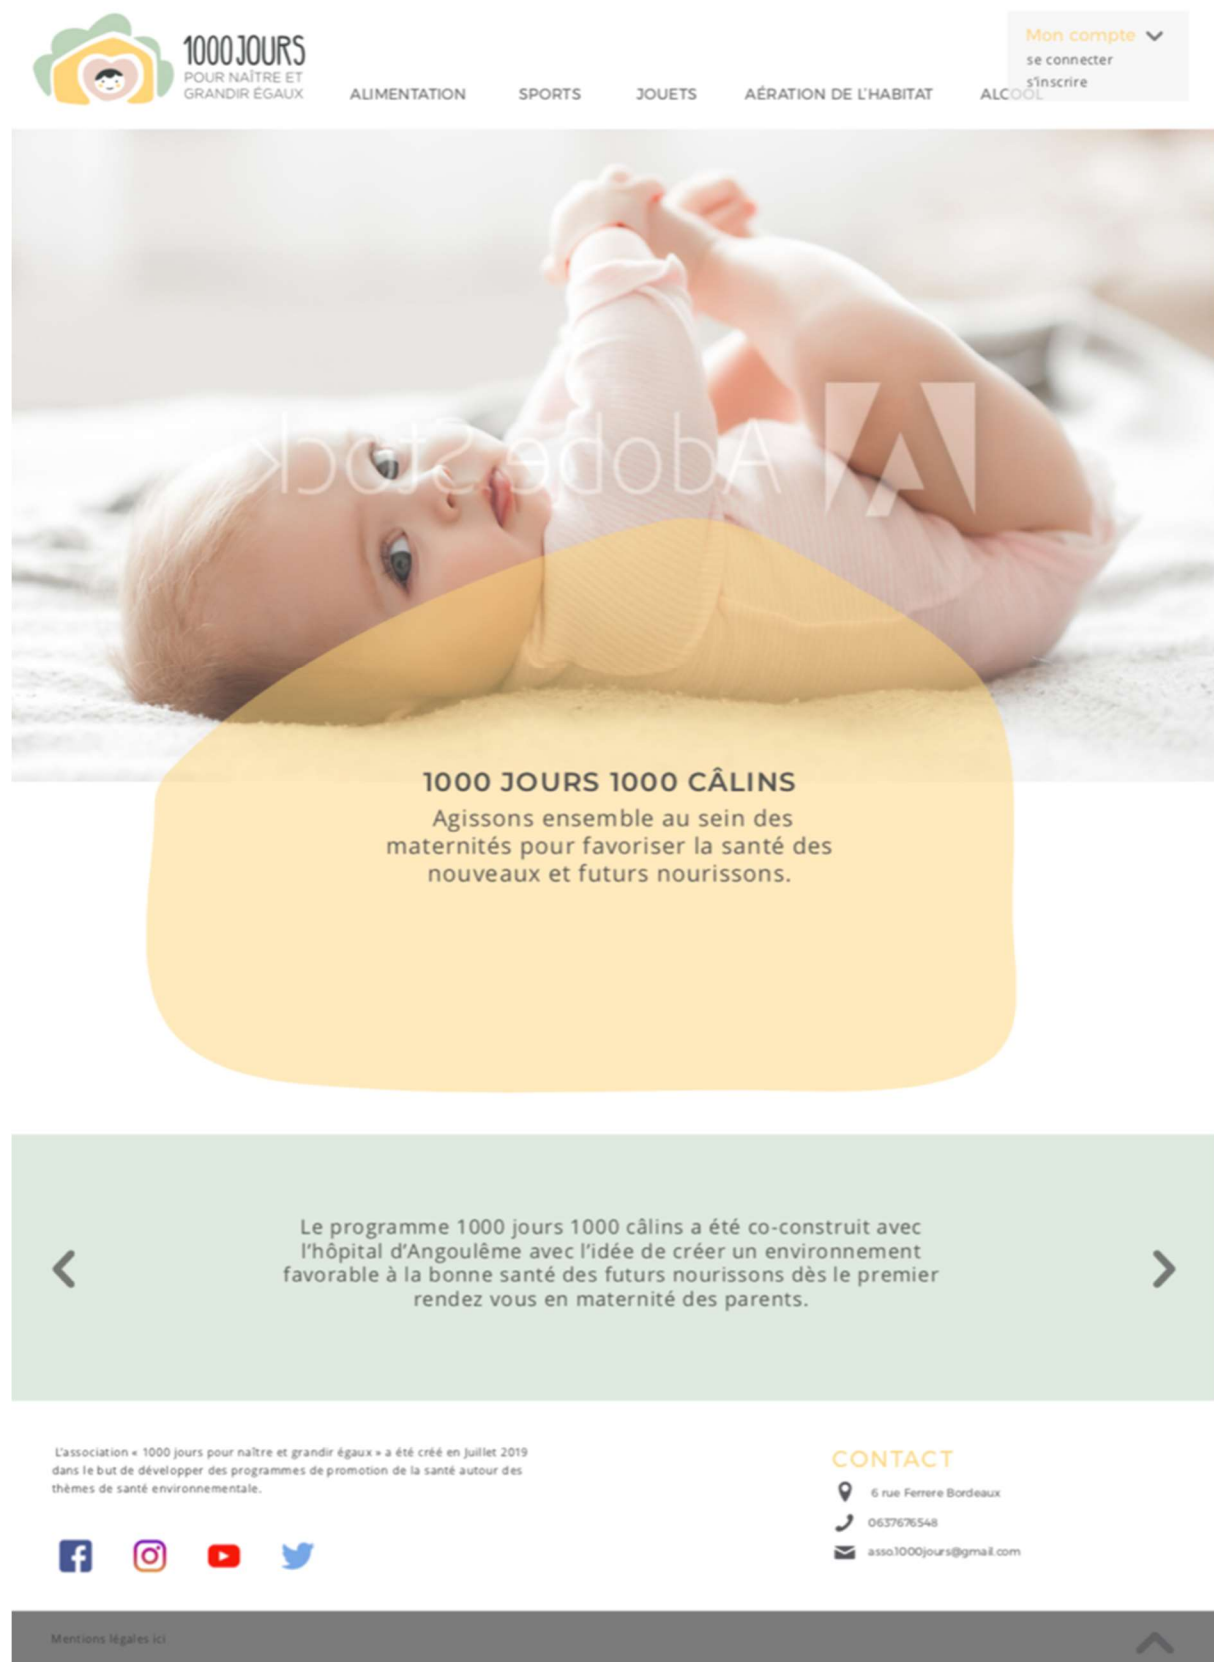 1000 JOURS
POUR NAÎTRE ET
GRANDIR ÉGAUX
ALIMENTATION
SPORTS
JOUETS
AÉRATION DE L'HABITAT
ALCOOL
Mon compte
se connecter
s'inscrire
Adobe Stock
1000 JOURS 1000 CÂLINS
Agissons ensemble au sein des
maternités pour favoriser la santé des
nouveaux et futurs nourissons.
Le programme 1000 jours 1000 câlins a été co-construit avec
l'hôpital d'Angoulême avec l'idée de créer un environnement
favorable à la bonne santé des futurs nourissons dès le premier
rendez vous en maternité des parents.
L'association « 1000 jours pour naître et grandir égaux » a été créé en Juillet 2019
dans le but de développer des programmes de promotion de la santé autour des
thèmes de santé environnementale.
CONTACT
6 rue Ferrere Bordeaux
0637676548
asso.1000jours@gmail.com
Mentions légales ici